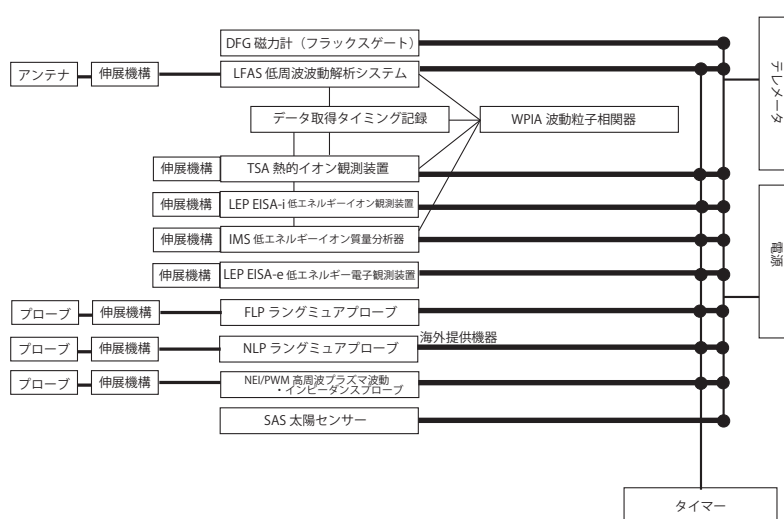 DFG 磁力計（フラックスゲート）
アンテナ
伸展機構
LFAS 低周波波動解析システム
テレメータ
データ取得タイミング記録
WPIA 波動粒子相関器
伸展機構
TSA 熱的イオン観測装置
伸展機構
LEP EISA-i 低エネルギーイオン観測装置
伸展機構
IMS 低エネルギーイオン質量分析器
電源
伸展機構
LEP EISA-e 低エネルギー電子観測装置
プローブ
伸展機構
FLP ラングミュアプローブ
海外提供機器
プローブ
伸展機構
NLP ラングミュアプローブ
プローブ
伸展機構
NEI/PWM 高周波プラズマ波動
・インピーダンスプローブ
SAS 太陽センサー
タイマー